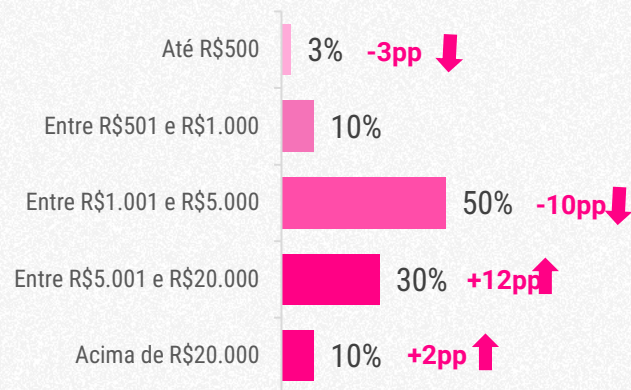 Até R$500 3% -3pp
Entre R$501 e R$1.000 10%
Entre R$1.001 e R$5.000 50% -10pp
Entre R$5.001 e R$20.000 30% +12pp
Acima de R$20.000 10% +2pp